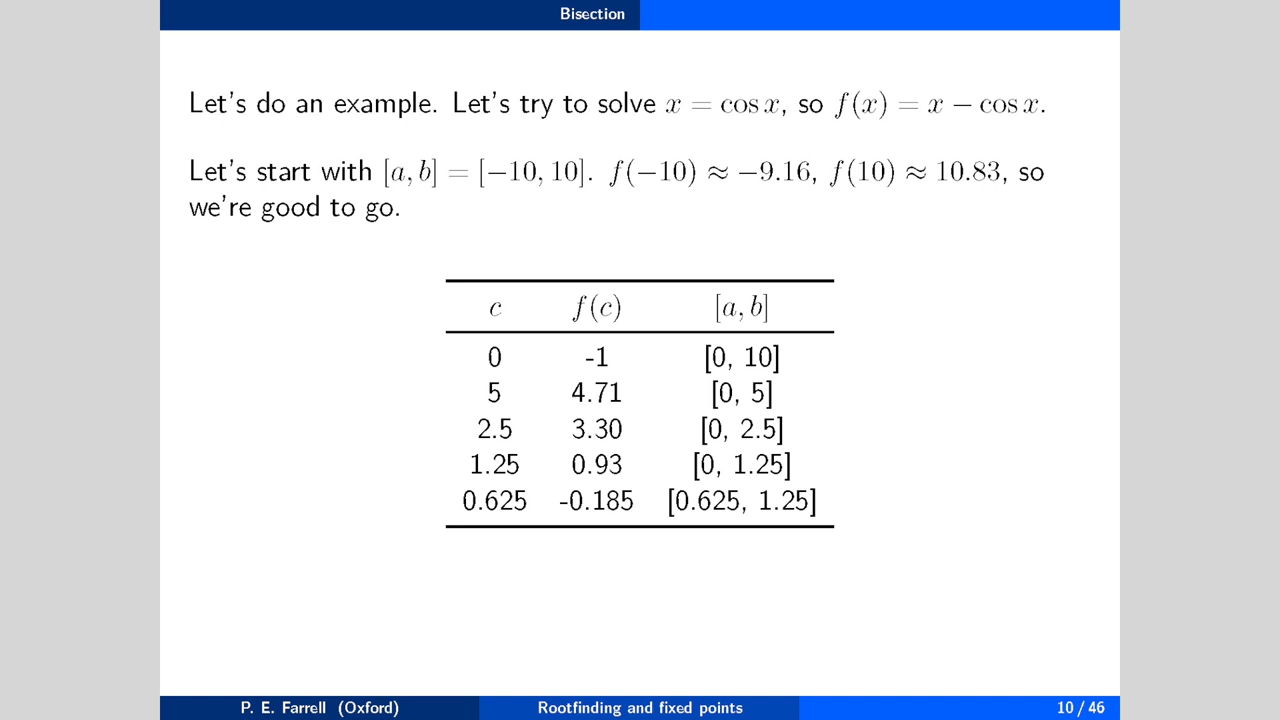 Bisection
Let's do an example. Let's try to solve x = cos x, so f(x) = x − cos x.
Let's start with [a, b] = [−10, 10]. f(−10) ≈ −9.16, f(10) ≈ 10.83, so
we're good to go.
c f(c) [a, b]
0 -1 [0, 10]
5 4.71 [0, 5]
2.5 3.30 [0, 2.5]
1.25 0.93 [0, 1.25]
0.625 -0.185 [0.625, 1.25]
P. E. Farrell (Oxford) Rootfinding and fixed points 10 / 46